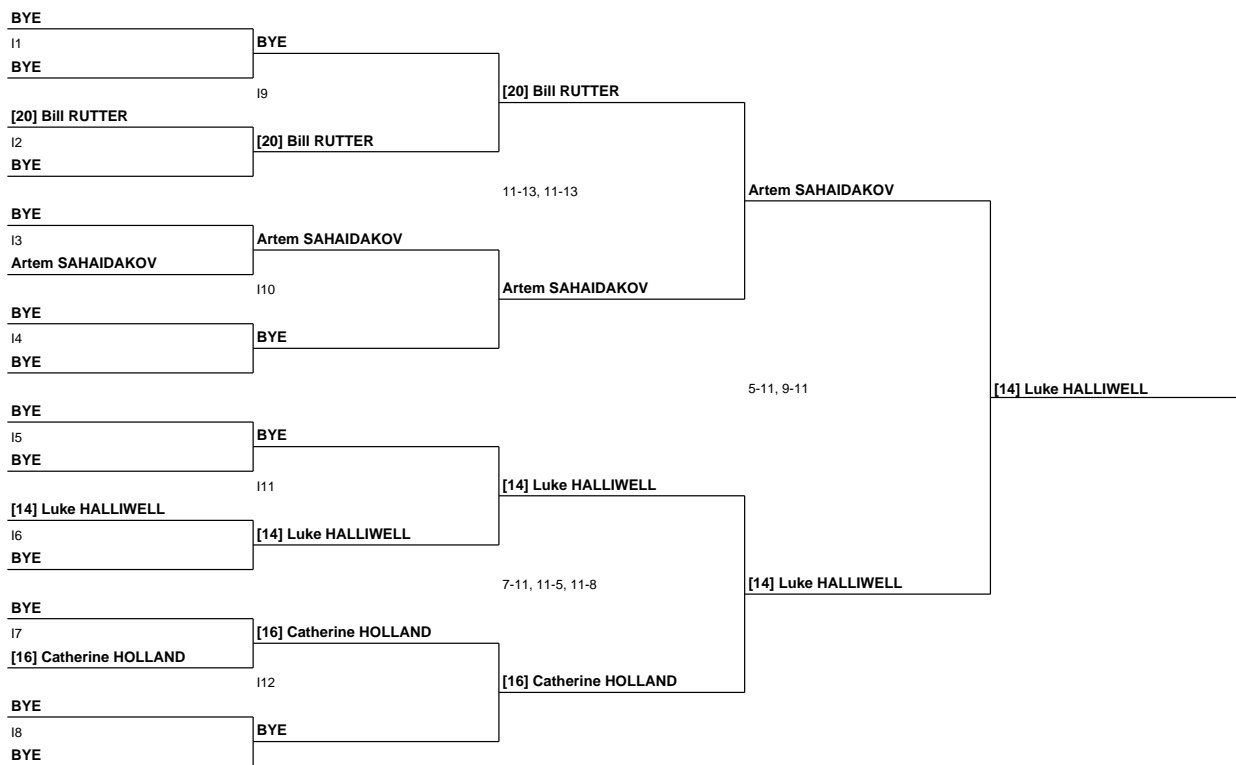 BYE
I1
BYE
BYE
I9
[20] Bill RUTTER
[20] Bill RUTTER
I2
[20] Bill RUTTER
BYE
11-13, 11-13
Artem SAHAIDAKOV
BYE
I3
Artem SAHAIDAKOV
Artem SAHAIDAKOV
I10
Artem SAHAIDAKOV
BYE
I4
BYE
BYE
5-11, 9-11
[14] Luke HALLIWELL
BYE
I5
BYE
BYE
I11
[14] Luke HALLIWELL
[14] Luke HALLIWELL
I6
[14] Luke HALLIWELL
BYE
7-11, 11-5, 11-8
[14] Luke HALLIWELL
BYE
I7
[16] Catherine HOLLAND
[16] Catherine HOLLAND
I12
[16] Catherine HOLLAND
BYE
I8
BYE
BYE